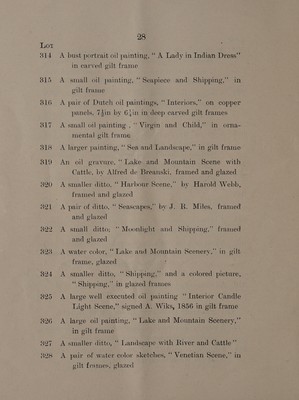 28
Lot
314 A bust portrait oil painting, "A Lady in Indian Dress"
in carved gilt frame
315 A small oil painting, "Seapiece and Shipping," in
gilt frame
316 A pair of Dutch oil paintings, "Interiors," on copper
panels, 7½in by 6½in in deep carved gilt frames
317 A small oil painting, "Virgin and Child," in orna-
mental gilt frame
318 A larger painting, "Sea and Landscape," in gilt frame
319 An oil gravure, "Lake and Mountain Scene with
Cattle, by Alfred de Breanski, framed and glazed
320 A smaller ditto, "Harbour Scene," by Harold Webb,
framed and glazed
321 A pair of ditto, "Seascapes," by J. R. Miles, framed
and glazed
322 A small ditto, "Moonlight and Shipping," framed
and glazed
323 A water color, "Lake and Mountain Scenery," in gilt
frame, glazed
324 A smaller ditto, "Shipping," and a colored picture,
"Shipping," in glazed frames
325 A large well executed oil painting "Interior Candle
Light Scene," signed A. Wilks, 1856 in gilt frame
326 A large oil painting, "Lake and Mountain Scenery,"
in gilt frame
327 A smaller ditto, "Landscape with River and Cattle"
328 A pair of water color sketches, "Venetian Scene," in
gilt frames, glazed